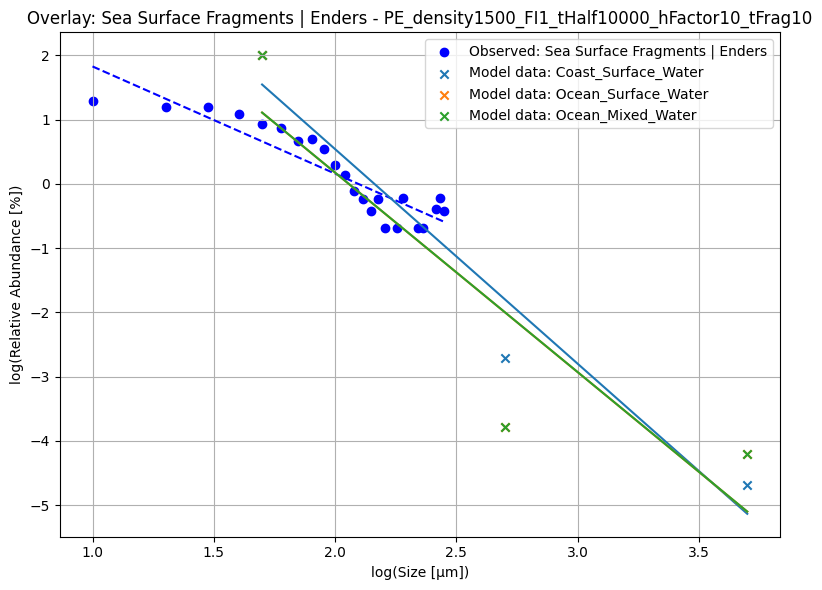 Overlay: Sea Surface Fragments | Enders - PE_density1500_FI1_tHalf10000_hFactor10_tFrag10
Observed: Sea Surface Fragments | Enders
Model data: Coast_Surface_Water
Model data: Ocean_Surface_Water
Model data: Ocean_Mixed_Water
log(Relative Abundance [%])
2
1
0
−1
−2
−3
−4
−5
1.0 1.5 2.0 2.5 3.0 3.5
log(Size [µm])